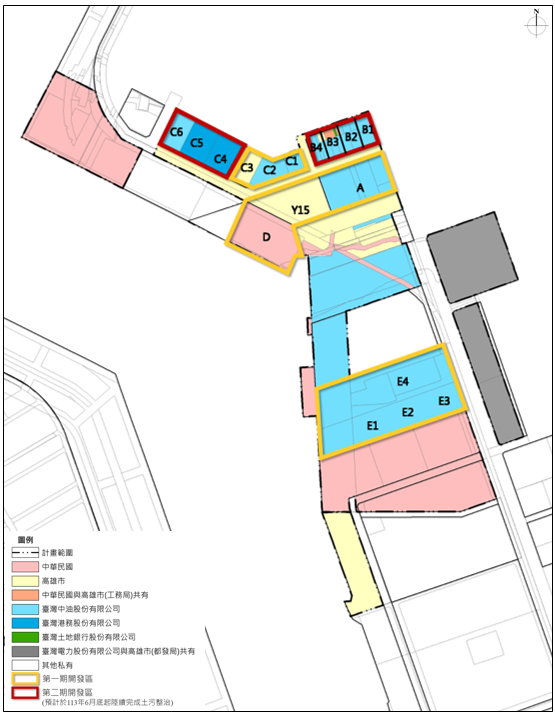 N
C6
C5
C4
C3
C2
C1
B4
B3
B2
B1
A
Y15
D
E4
E3
E2
E1
圖例
計畫範圍
中華民國
高雄市
中華民國與高雄市(工務局)共有
臺灣中油股份有限公司
臺灣港務股份有限公司
臺灣土地銀行股份有限公司
臺灣電力股份有限公司與高雄市(都發局)共有
其他私有
第一期開發區
第二期開發區
(預計於113年6月底起陸續完成土污整治)